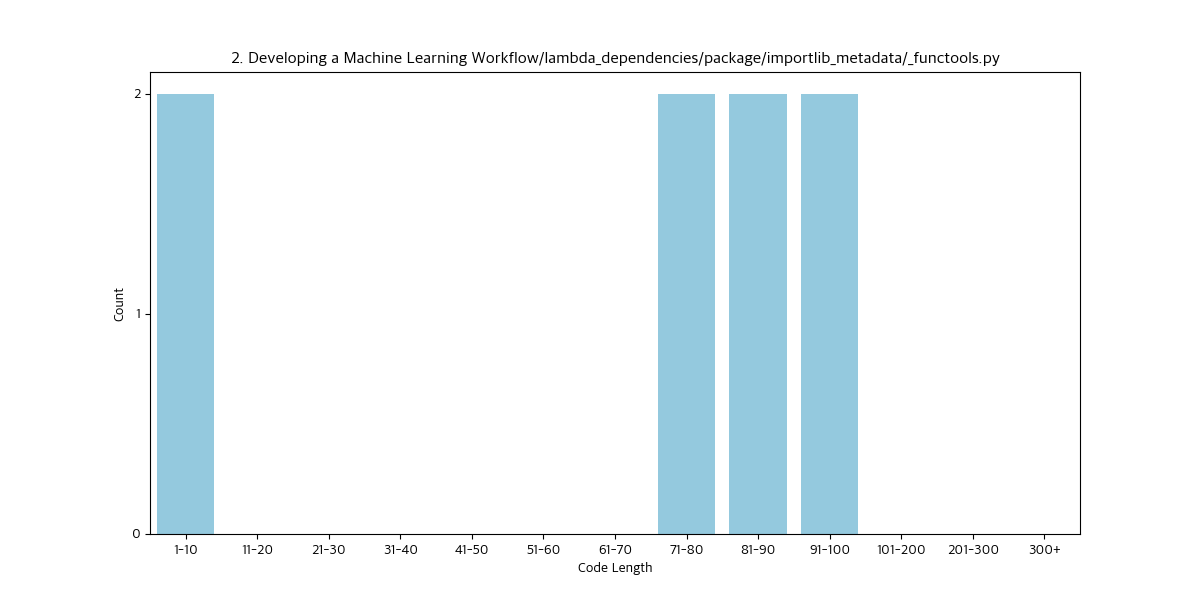 2. Developing a Machine Learning Workflow/lambda_dependencies/package/importlib_metadata/_functools.py
2
1
0
Count
1-10 11-20 21-30 31-40 41-50 51-60 61-70 71-80 81-90 91-100 101-200 201-300 300+
Code Length